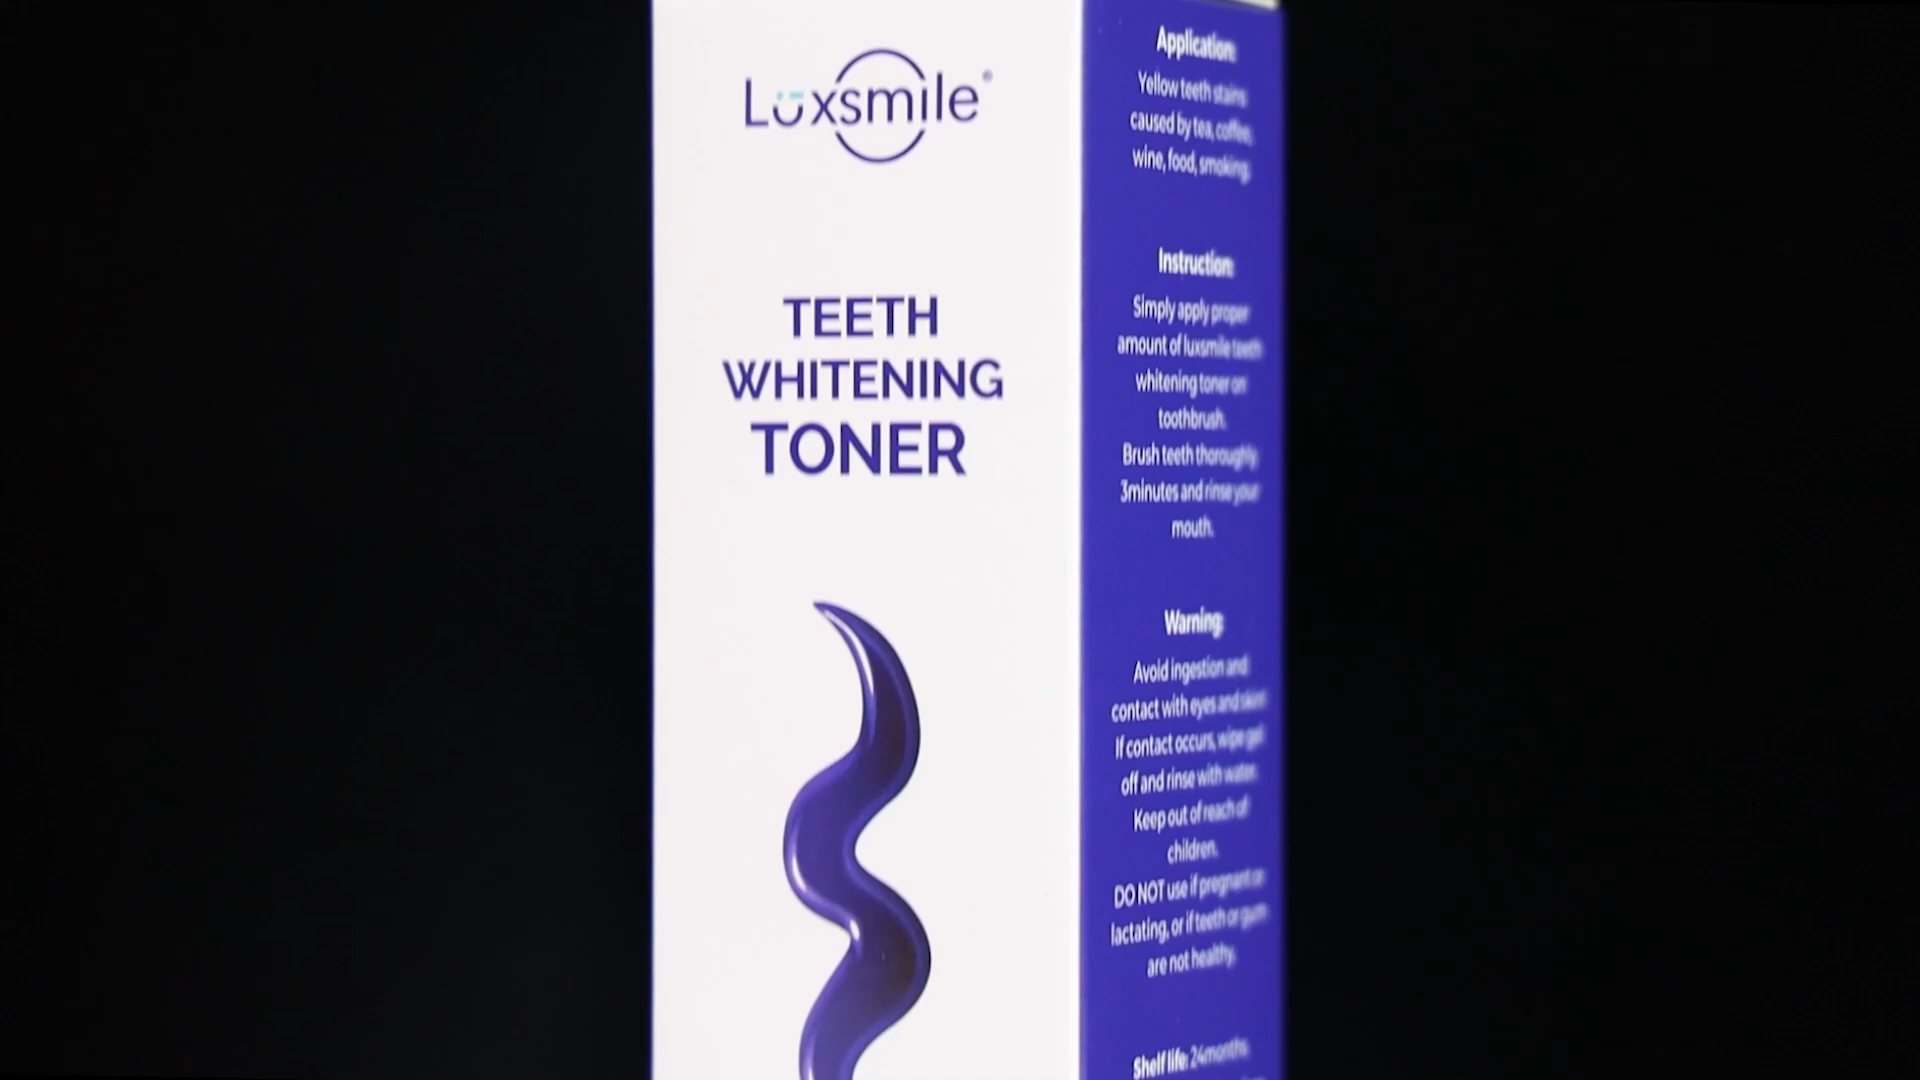 Luxsmile®
TEETH
WHITENING
TONER
Application:
Yellow teeth stains
caused by tea, coffee,
wine, food, smoking.
Instruction:
Simply apply proper
amount of luxsmile teeth
whitening toner on
toothbrush.
Brush teeth thoroughly
3minutes and rinse your
mouth.
Warning:
Avoid ingestion and
contact with eyes and skin!
If contact occurs, wipe gel
off and rinse with water.
Keep out of reach of
children.
DO NOT use if pregnant or
lactating, or if teeth or gum
are not healthy.
Shelf life: 24months